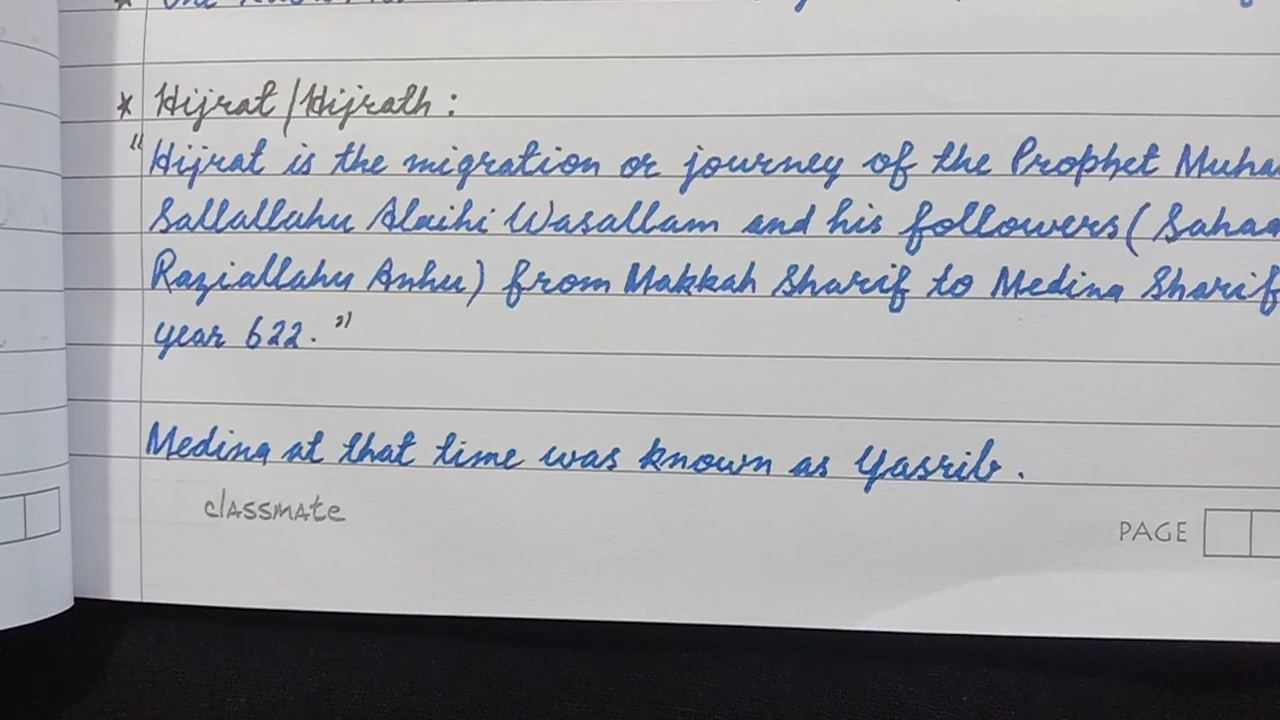 * Hijrat / Hijrath :
"Hijrat is the migration or journey of the Prophet
Sallallahu Alaihi Wasallam and his followers (
Raziallahu Anhu) from Makkah Sharif to Medina Sharif
year 622."
Medina at that time was known as Yasrib.
classmate
PAGE